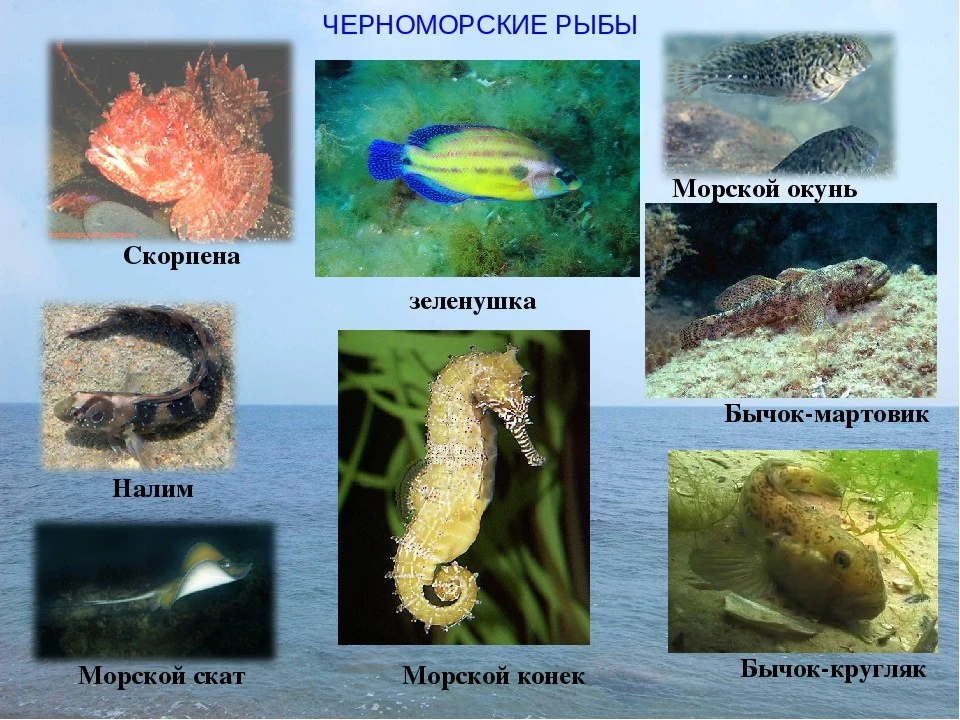 ЧЕРНОМОРСКИЕ РЫБЫ
Морской окунь
Скорпена
зеленушка
Бычок-мартовик
Налим
Морской скат
Морской конек
Бычок-кругляк